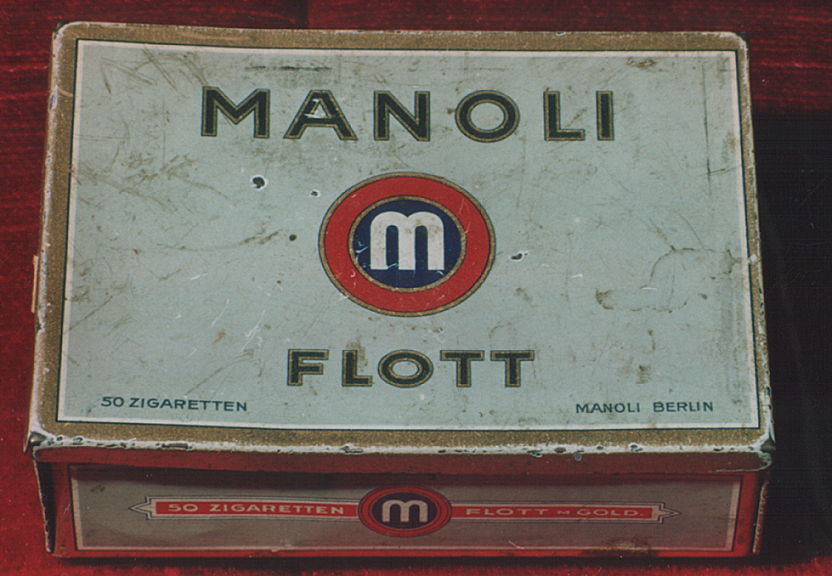 MANOLI
m
FLOTT
50 ZIGARETTEN
MANOLI BERLIN
50 ZIGARETTEN m FLOTT M GOLD.